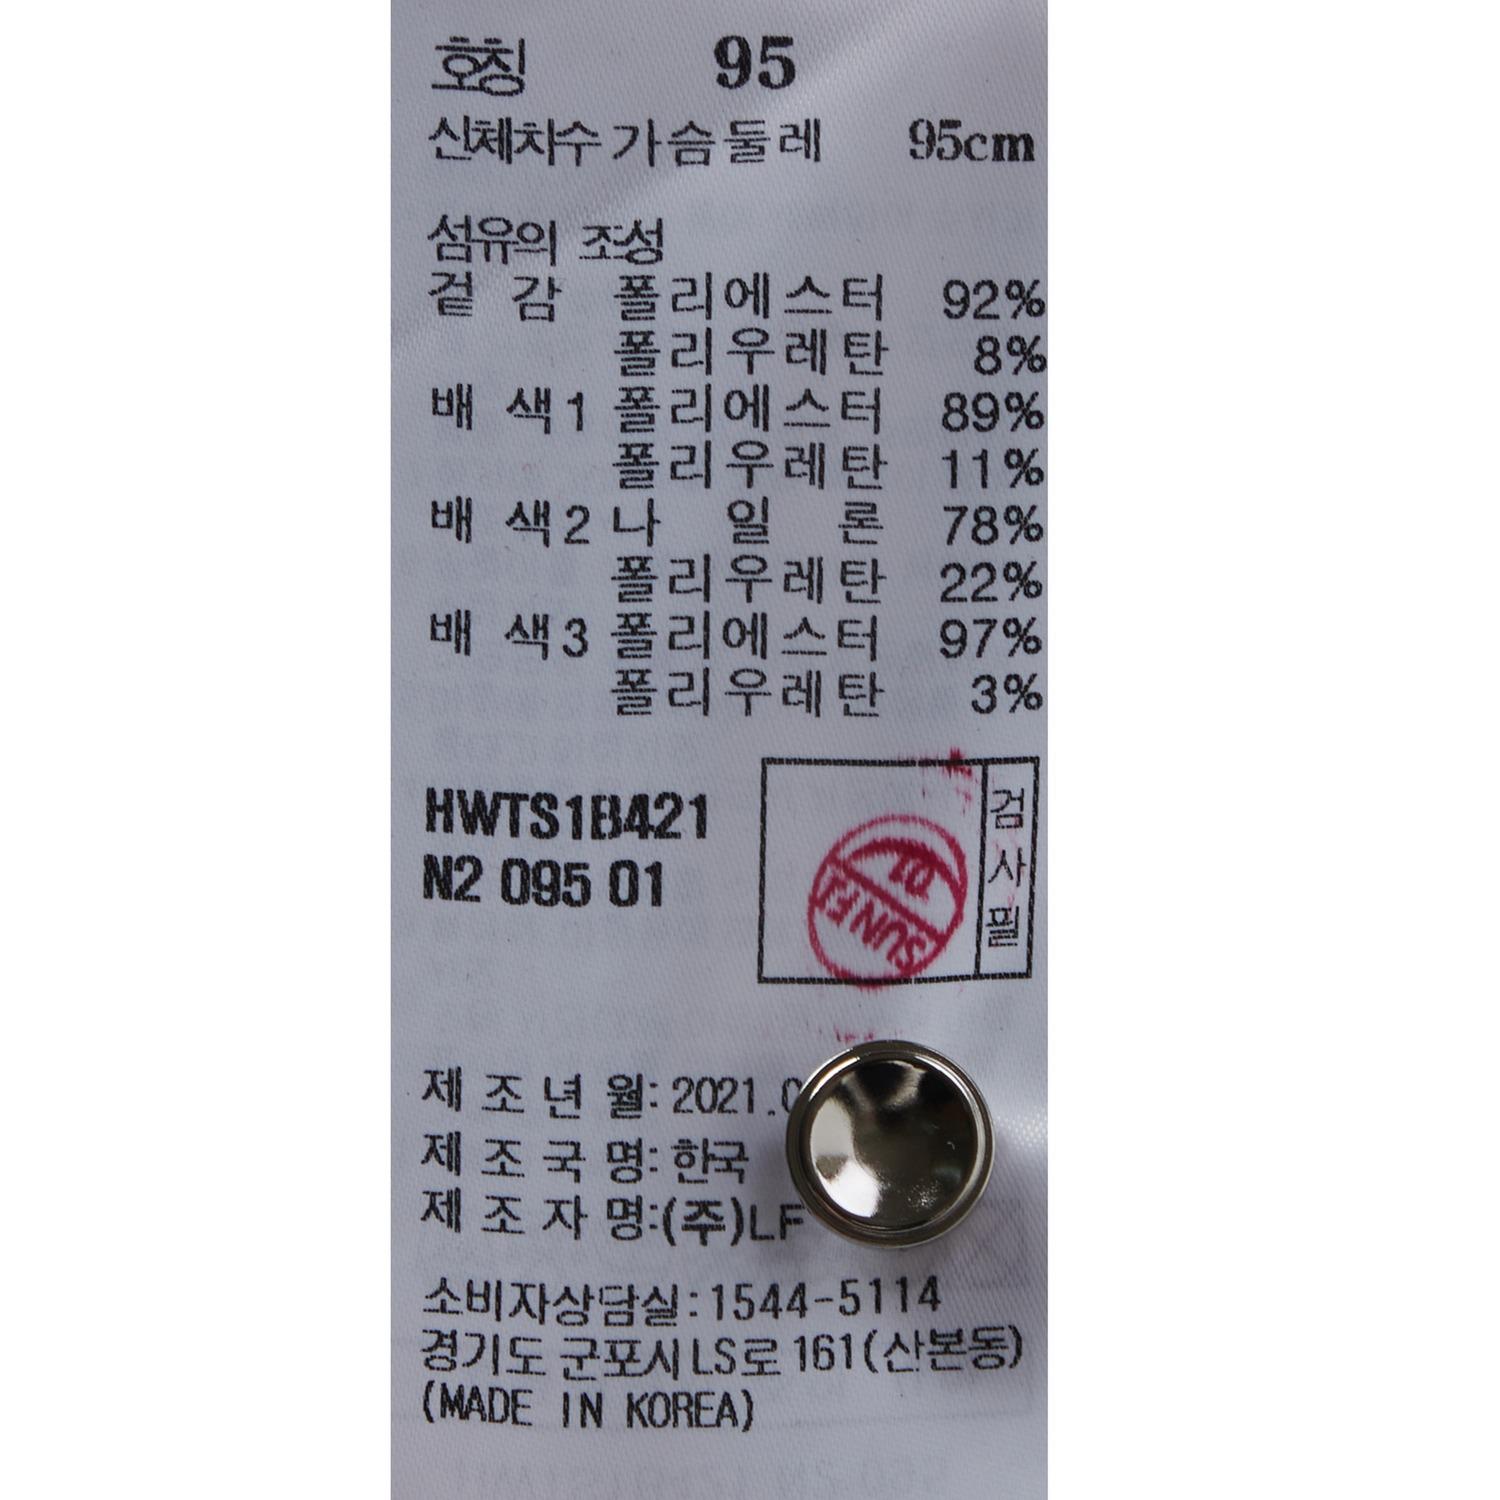 호칭 95
신체치수 가슴둘레 95cm
섬유의 조성
겉 감 폴리에스터 92%
폴리우레탄 8%
배 색1 폴리에스터 89%
폴리우레탄 11%
배 색2 나 일 론 78%
폴리우레탄 22%
배 색3 폴리에스터 97%
폴리우레탄 3%
HWTS1B421
N2 095 01
검사필
01
SUNFI
제 조 년 월: 2021.0
제 조 국 명: 한국
제 조 자 명:(주)LF
소비자상담실:1544-5114
경기도 군포시 LS로 161(산본동)
(MADE IN KOREA)